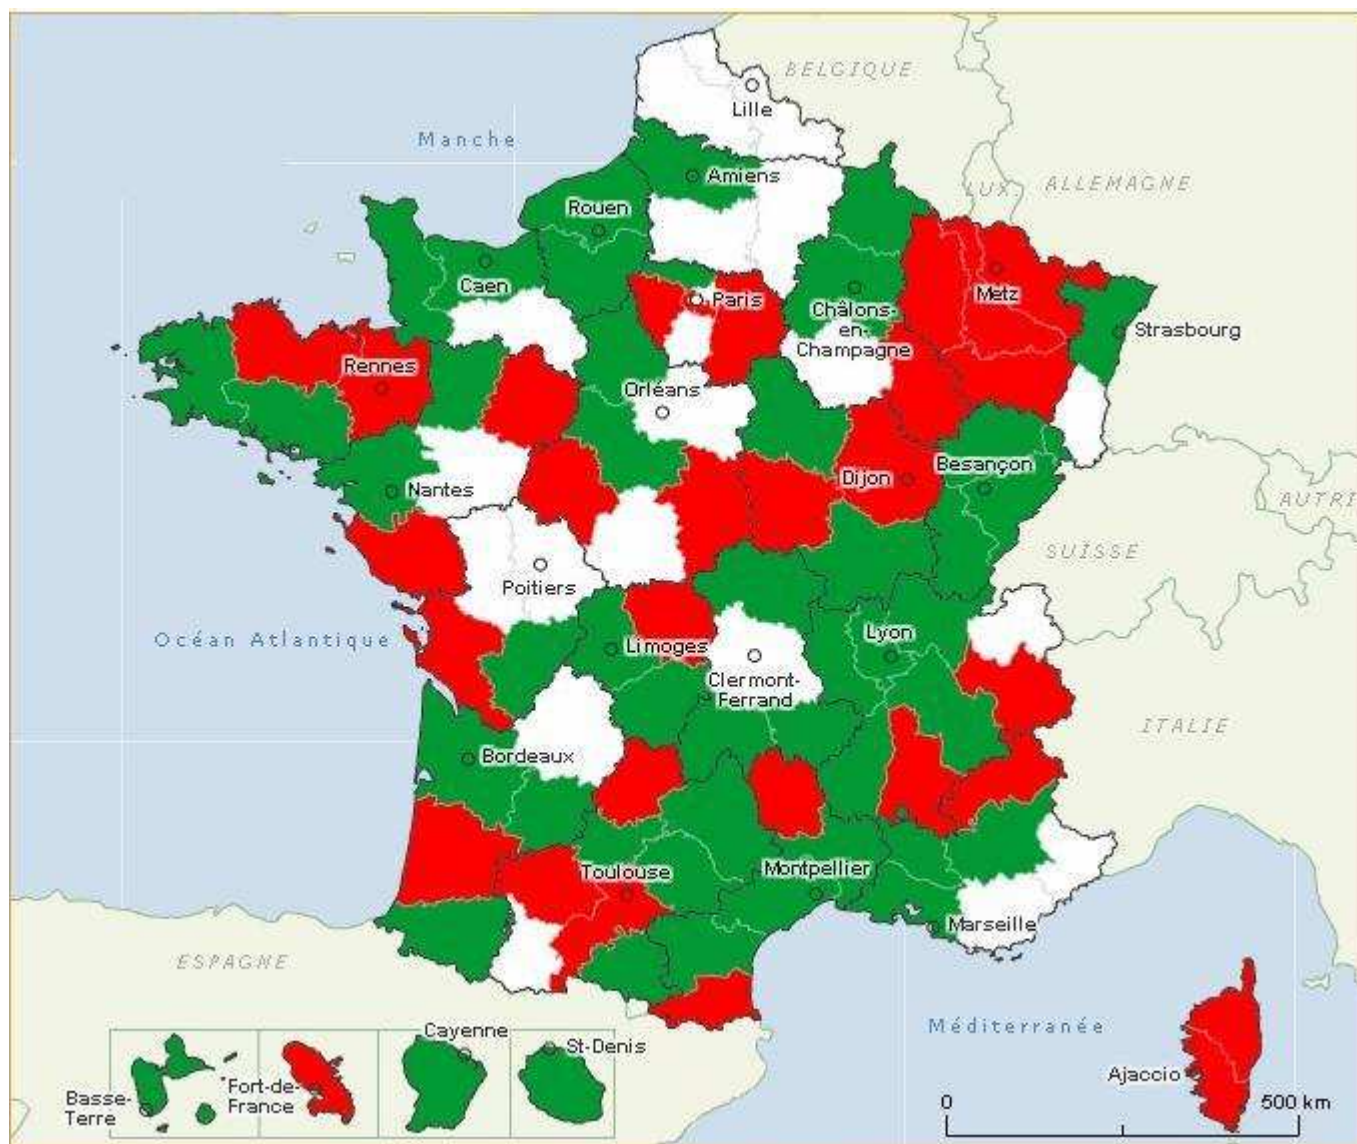 BELGIQUE
Lille
Manche
Amiens
LUX
ALLEMAGNE
Rouen
Caen
Paris
Metz
Châlons-
en-
Champagne
Strasbourg
Rennes
Orléans
Nantes
Dijon
Besançon
AUTRI
SUISSE
Poitiers
Océan Atlantique
Limoges
Lyon
Clermont-
Ferrand
ITALIE
Bordeaux
Toulouse
Montpellier
Marseille
ESPAGNE
Méditerranée
Cayenne
St-Denis
Basse-
Terre
Fort-de-
France
Ajaccio
0
500 km